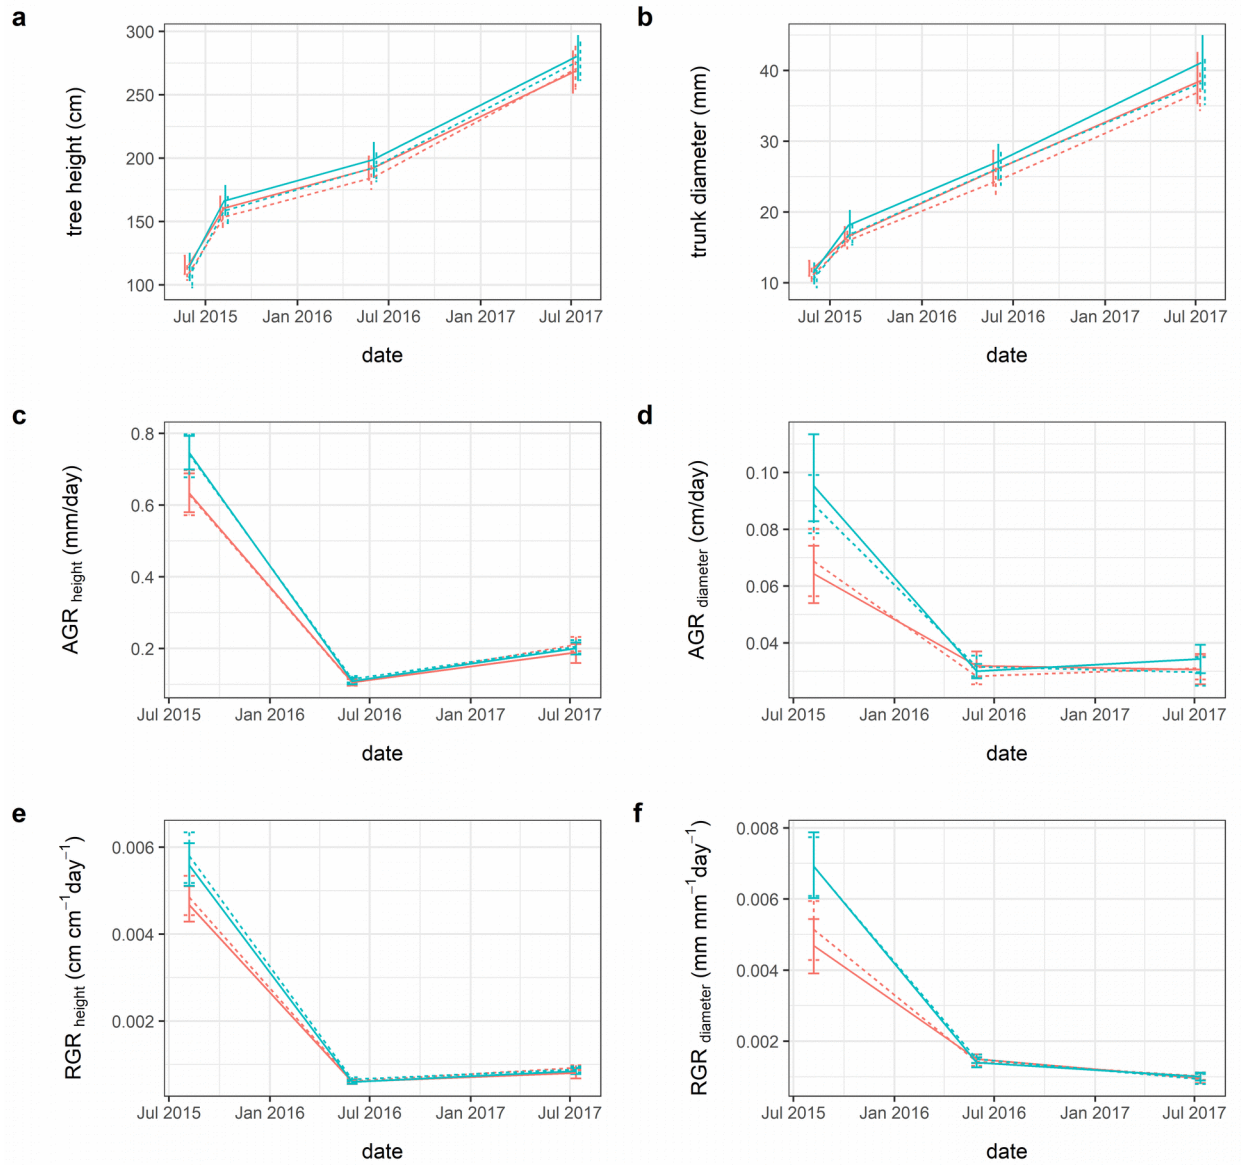 a
300
250
200
150
100
tree height (cm)
Jul 2015 Jan 2016 Jul 2016 Jan 2017 Jul 2017
date
b
40
30
20
10
trunk diameter (mm)
Jul 2015 Jan 2016 Jul 2016 Jan 2017 Jul 2017
date
c
0.8
0.6
0.4
0.2
AGR height (mm/day)
Jul 2015 Jan 2016 Jul 2016 Jan 2017 Jul 2017
date
d
0.10
0.08
0.06
0.04
AGR diameter (cm/day)
Jul 2015 Jan 2016 Jul 2016 Jan 2017 Jul 2017
date
e
0.006
0.004
0.002
RGR height (cm cm⁻¹day⁻¹)
Jul 2015 Jan 2016 Jul 2016 Jan 2017 Jul 2017
date
f
0.008
0.006
0.004
0.002
RGR diameter (mm mm⁻¹day⁻¹)
Jul 2015 Jan 2016 Jul 2016 Jan 2017 Jul 2017
date